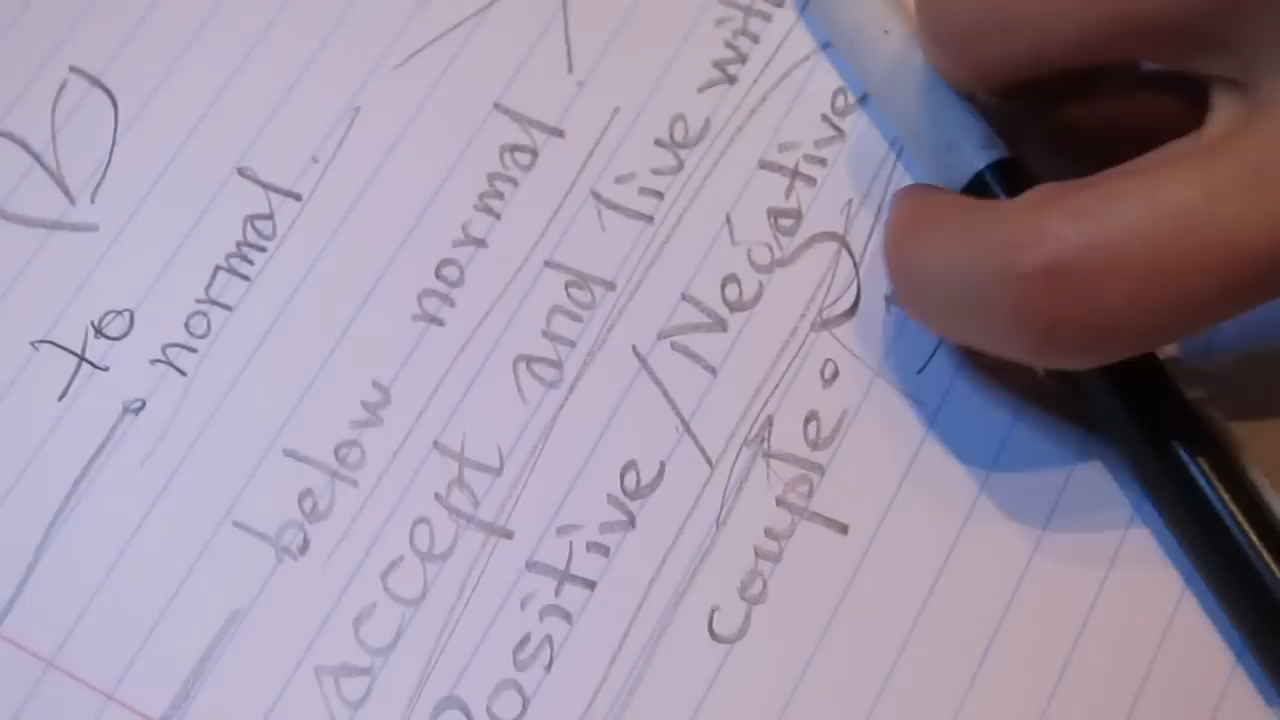 to
normal.
below normal.
Accept and live with
Positive/Negative
couple.